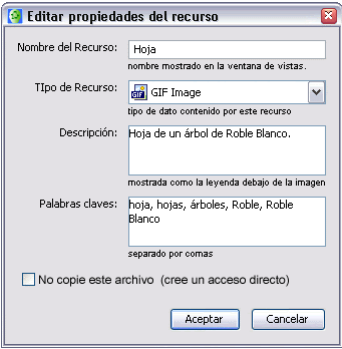 Editar propiedades del recurso
Nombre del Recurso: Hoja
nombre mostrado en la ventana de vistas.
TIpo de Recurso: GIF Image
tipo de dato contenido por este recurso
Descripción: Hoja de un árbol de Roble Blanco.
mostrada como la leyenda debajo de la imagen
Palabras claves: hoja, hojas, árboles, Roble, Roble
Blanco
separado por comas
No copie este archivo (cree un acceso directo)
Aceptar Cancelar